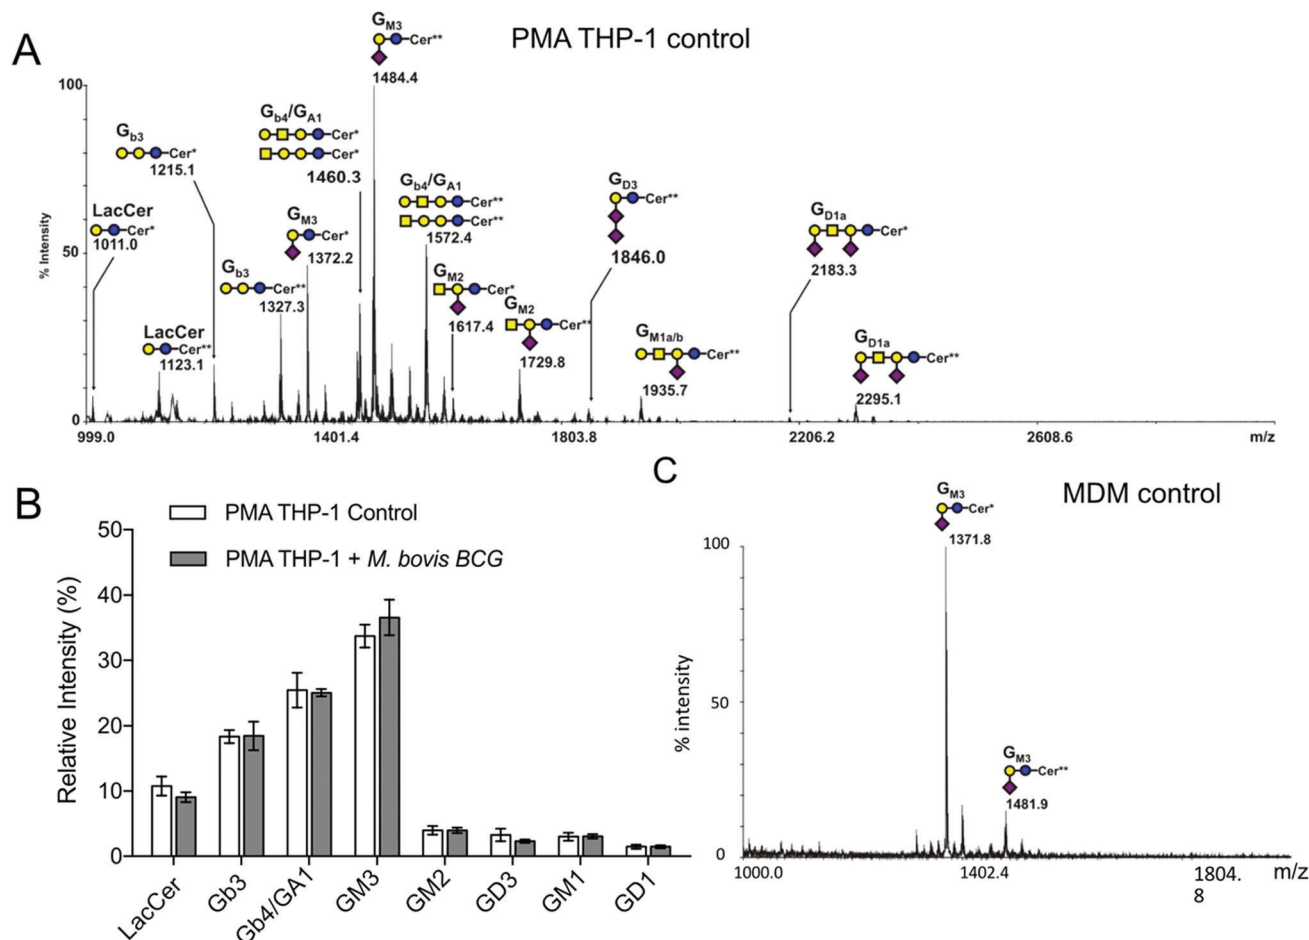 A
PMA THP-1 control
GM3
Cer**
1484.4
100
% Intensity
50
0
Gb4/GA1
Cer*
Cer*
1460.3
Gb3
Cer*
1215.1
LacCer
Cer*
1011.0
GM3
Cer*
1372.2
Gb3
Cer**
1327.3
LacCer
Cer**
1123.1
Gb4/GA1
Cer**
Cer**
1572.4
GM2
Cer*
1617.4
GM2
Cer**
1729.8
GD3
Cer**
1846.0
GM1a/b
Cer**
1935.7
GD1a
Cer*
2183.3
GD1a
Cer**
2295.1
999.0 1401.4 1803.8 2206.2 2608.6 m/z
B
PMA THP-1 Control
PMA THP-1 + M. bovis BCG
Relative Intensity (%)
50
40
30
20
10
0
LacCer Gb3 Gb4/GA1 GM3 GM2 GD3 GM1 GD1
C
MDM control
GM3
Cer*
1371.8
100
% intensity
50
0
GM3
Cer**
1481.9
1000.0 1402.4 1804. m/z
8